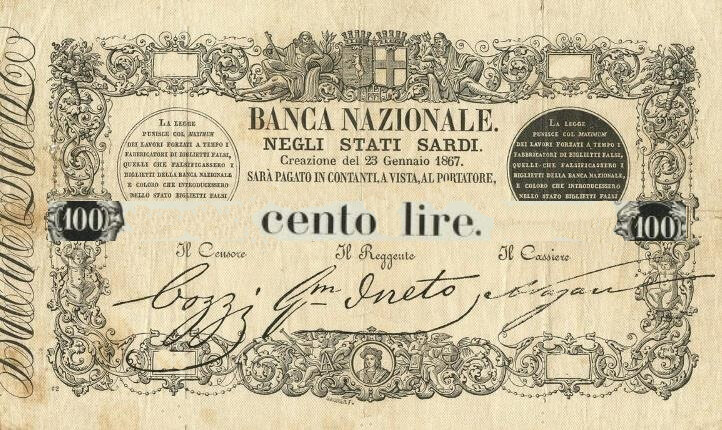 BANCA NAZIONALE.
NEGLI STATI SARDI.
Creazione del 23 Gennaio 1867.
SARÀ PAGATO IN CONTANTI, A VISTA, AL PORTATORE,
LA LEGGE
PUNISCE COL MAXIMUM
DEI LAVORI FORZATI A TEMPO I
FABBRICATORI DI BIGLIETTI FALSI,
QUELLI CHE FALSIFICASSERO I
BIGLIETTI DELLA BANCA NAZIONALE,
E COLORO CHE INTRODUCESSERO
NELLO STATO BIGLIETTI FALSI
LA LEGGE
PUNISCE COL MAXIMUM
DEI LAVORI FORZATI A TEMPO I
FABBRICATORI DI BIGLIETTI FALSI,
QUELLI CHE FALSIFICASSERO I
BIGLIETTI DELLA BANCA NAZIONALE,
E COLORO CHE INTRODUCESSERO
NELLO STATO BIGLIETTI FALSI
100
cento lire.
100
Il Censore
Il Reggente
Il Cassiere
Gozzi